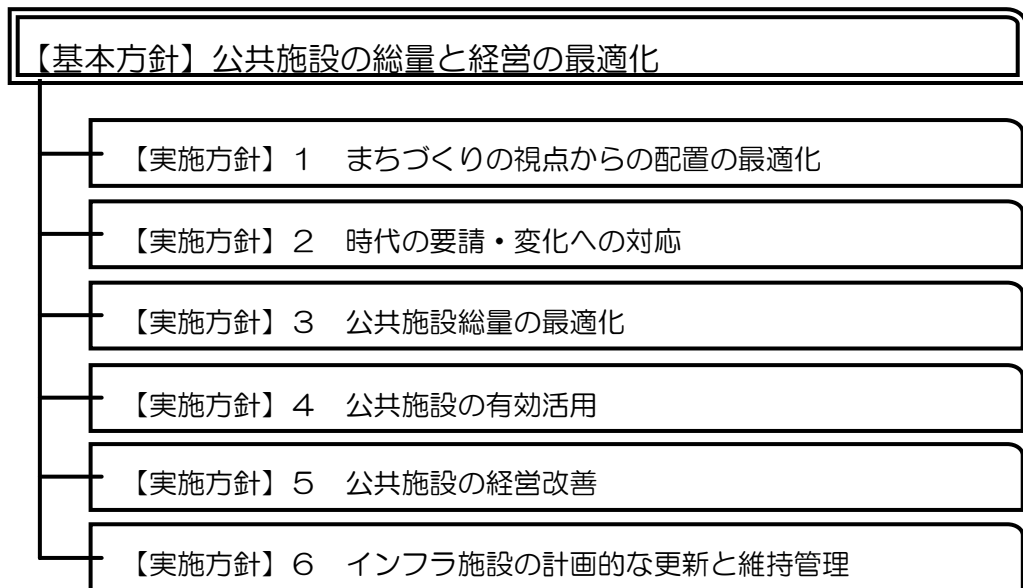 【基本方針】公共施設の総量と経営の最適化
【実施方針】１　まちづくりの視点からの配置の最適化
【実施方針】２　時代の要請・変化への対応
【実施方針】３　公共施設総量の最適化
【実施方針】４　公共施設の有効活用
【実施方針】５　公共施設の経営改善
【実施方針】６　インフラ施設の計画的な更新と維持管理